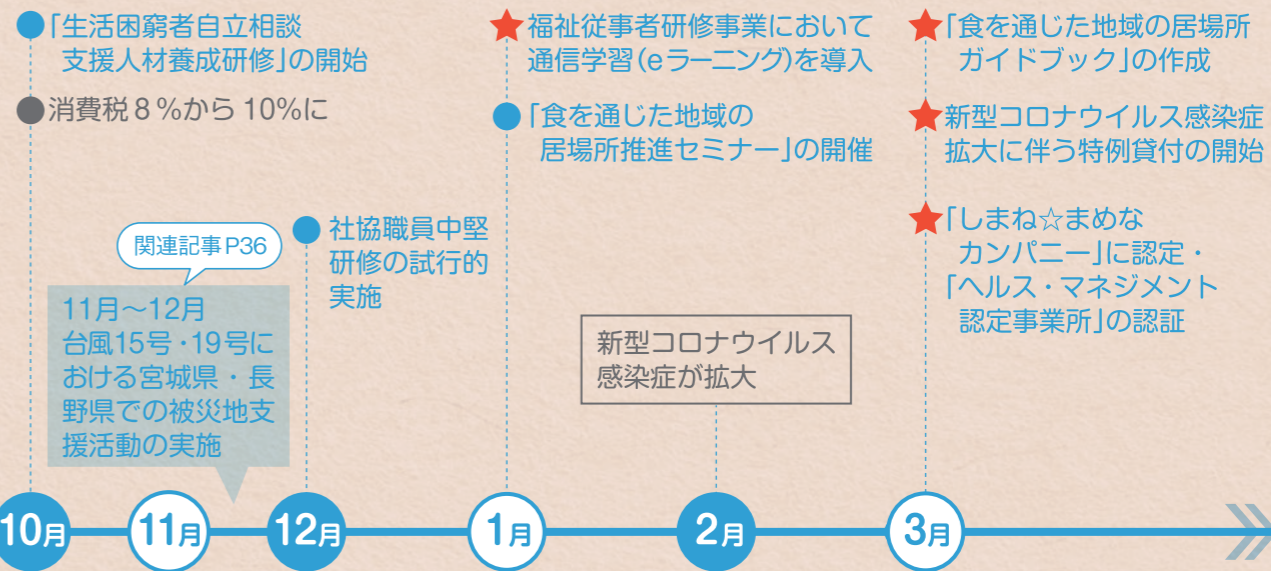 「生活困窮者自立相談
支援人材養成研修」の開始
消費税8%から10%に
関連記事P36
11月〜12月
台風15号・19号に
おける宮城県・長
野県での被災地支
援活動の実施
社協職員中堅
研修の試行的
実施
★福祉従事者研修事業において
通信学習(eラーニング)を導入
「食を通じた地域の
居場所推進セミナー」の開催
新型コロナウイルス
感染症が拡大
★「食を通じた地域の居場所
ガイドブック」の作成
★新型コロナウイルス感染症
拡大に伴う特例貸付の開始
★「しまね☆まめな
カンパニー」に認定・
「ヘルス・マネジメント
認定事業所」の認証
10月
11月
12月
1月
2月
3月